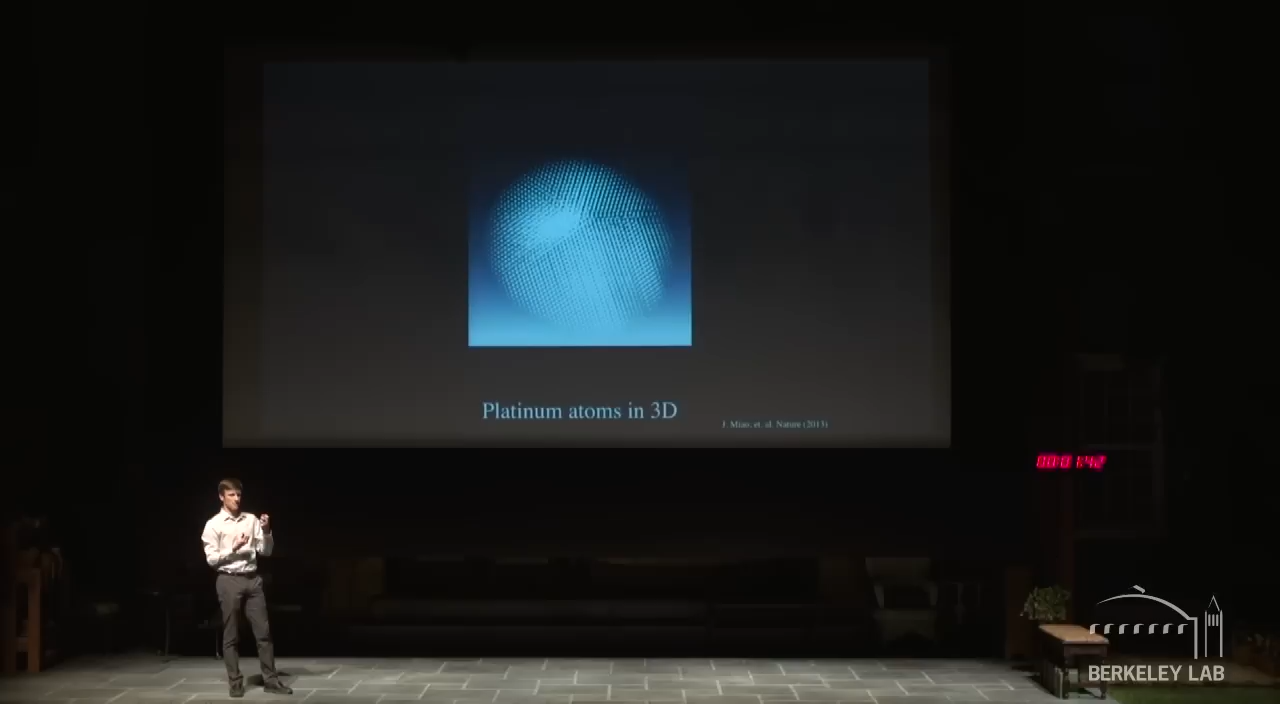 Platinum atoms in 3D
J. Miao, et. al. Nature (2013)
BERKELEY LAB